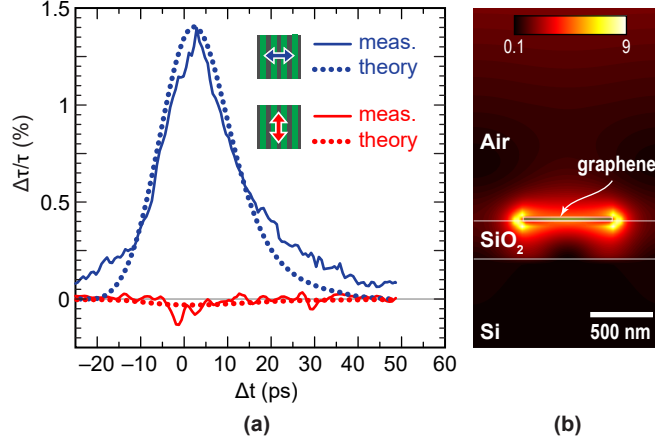 1.5
1
0.5
0
Δτ/τ (%)
meas.
theory
meas.
theory
−20 −10 0 10 20 30 40 50 60
Δt (ps)
(a)
0.1 9
Air
graphene
SiO₂
Si
500 nm
(b)